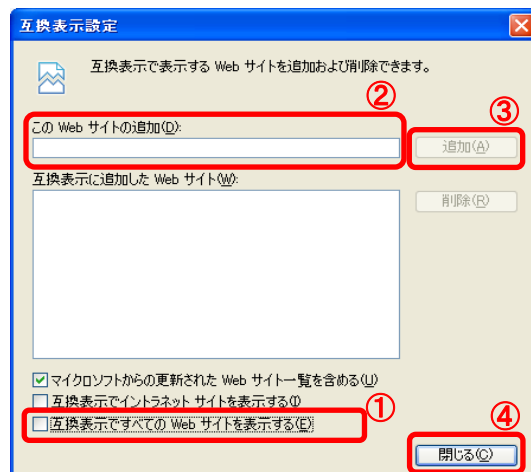 互換表示設定
互換表示で表示する Web サイトを追加および削除できます。
②
③
この Web サイトの追加(D):
追加(A)
互換表示に追加した Web サイト(W):
削除(R)
マイクロソフトからの更新された Web サイト一覧を含める(U)
互換表示でイントラネット サイトを表示する(I)
①
互換表示ですべての Web サイトを表示する(E)
④
閉じる(C)